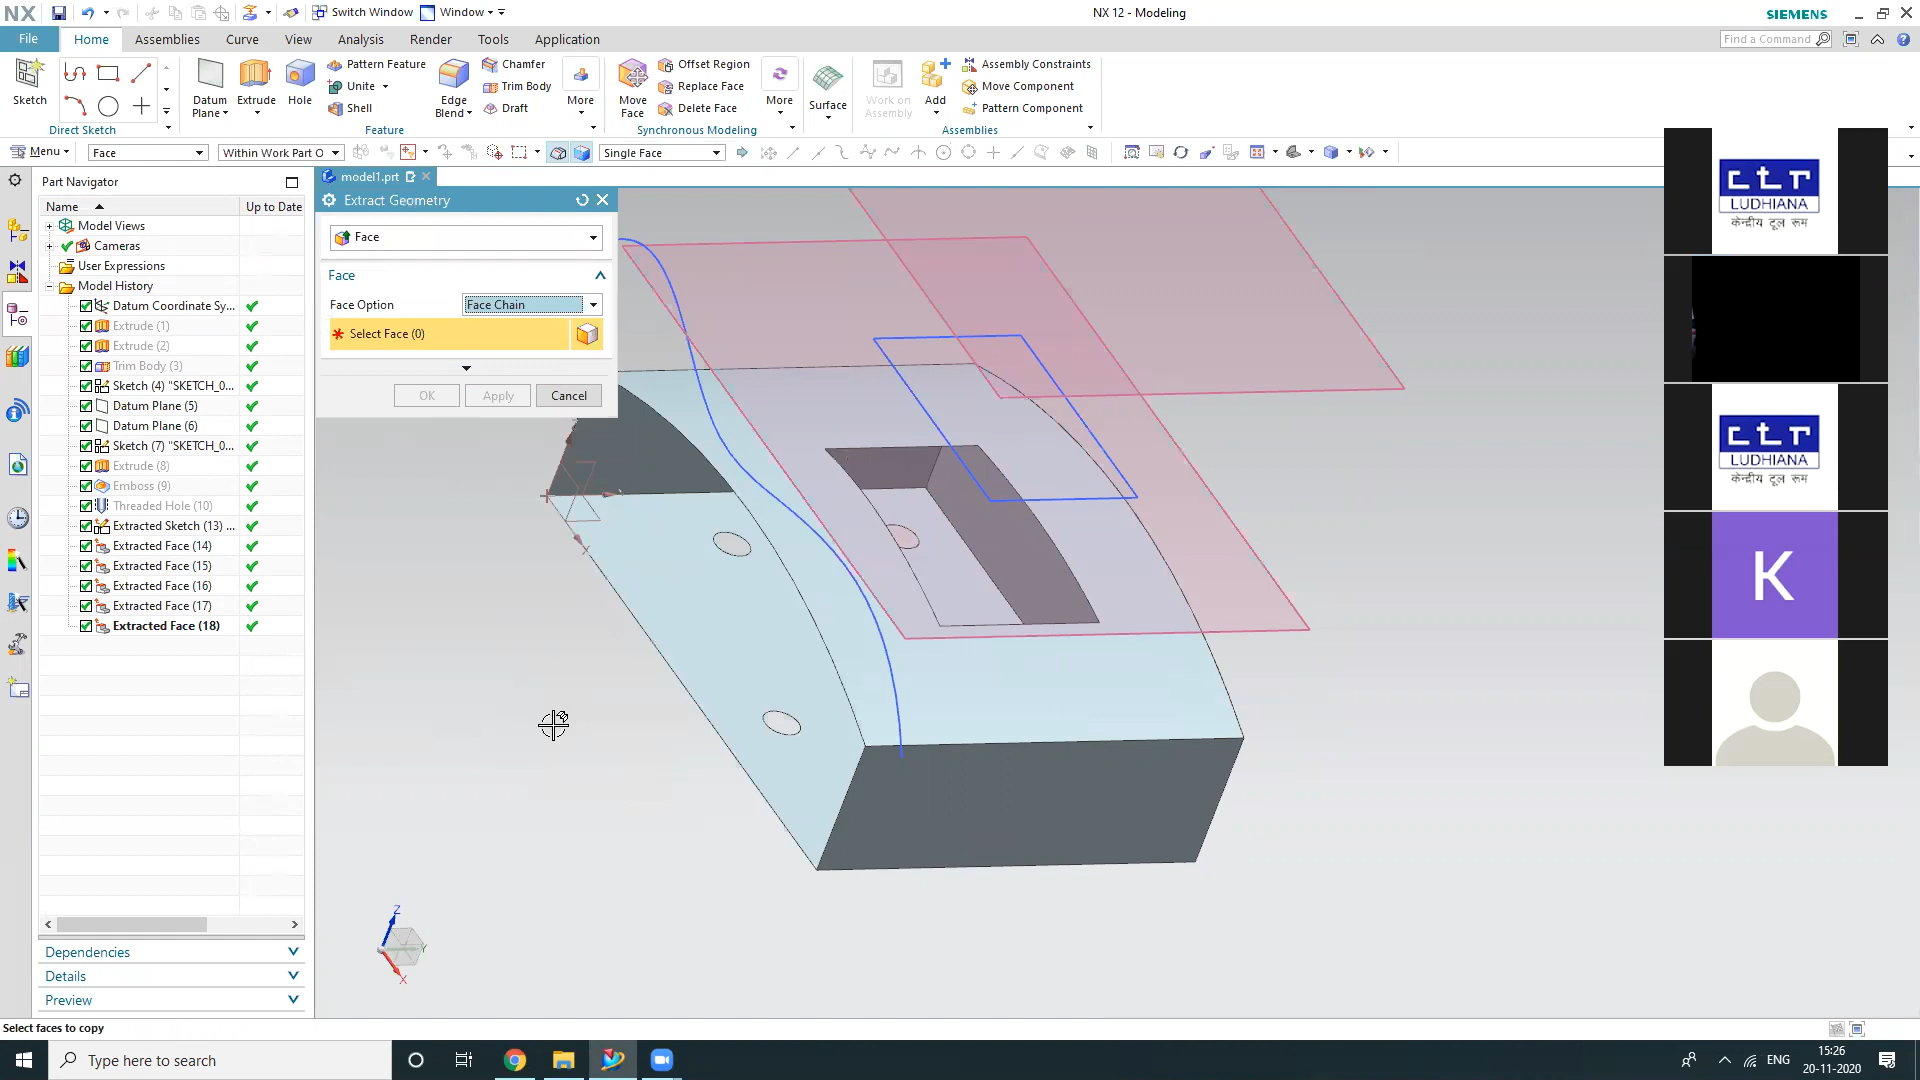 NX
Switch Window
Window
NX 12 - Modeling
SIEMENS
File
Home
Assemblies
Curve
View
Analysis
Render
Tools
Application
Find a Command
Sketch
Direct Sketch
Datum Plane
Extrude
Hole
Pattern Feature
Unite
Shell
Edge Blend
Chamfer
Trim Body
Draft
More
Feature
Move Face
Offset Region
Replace Face
Delete Face
More
Synchronous Modeling
Surface
Work on Assembly
Add
Assembly Constraints
Move Component
Pattern Component
Assemblies
Menu
Face
Within Work Part O
Single Face
Part Navigator
Name
Up to Date
Model Views
Cameras
User Expressions
Model History
Datum Coordinate Sy...
Extrude (1)
Extrude (2)
Trim Body (3)
Sketch (4) "SKETCH_0...
Datum Plane (5)
Datum Plane (6)
Sketch (7) "SKETCH_0...
Extrude (8)
Emboss (9)
Threaded Hole (10)
Extracted Sketch (13) ...
Extracted Face (14)
Extracted Face (15)
Extracted Face (16)
Extracted Face (17)
Extracted Face (18)
Dependencies
Details
Preview
model1.prt
Extract Geometry
Face
Face
Face Option
Face Chain
* Select Face (0)
OK
Apply
Cancel
Z
Y
X
ctr
LUDHIANA
केन्द्रीय टूल रूम
ctr
LUDHIANA
केन्द्रीय टूल रूम
K
Select faces to copy
Type here to search
ENG
15:26
20-11-2020